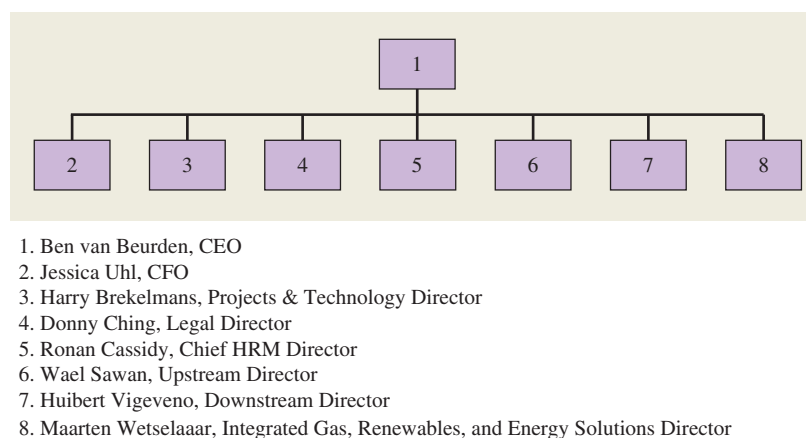 1
2 3 4 5 6 7 8
1. Ben van Beurden, CEO
2. Jessica Uhl, CFO
3. Harry Brekelmans, Projects & Technology Director
4. Donny Ching, Legal Director
5. Ronan Cassidy, Chief HRM Director
6. Wael Sawan, Upstream Director
7. Huibert Vigeveno, Downstream Director
8. Maarten Wetselaaar, Integrated Gas, Renewables, and Energy Solutions Director